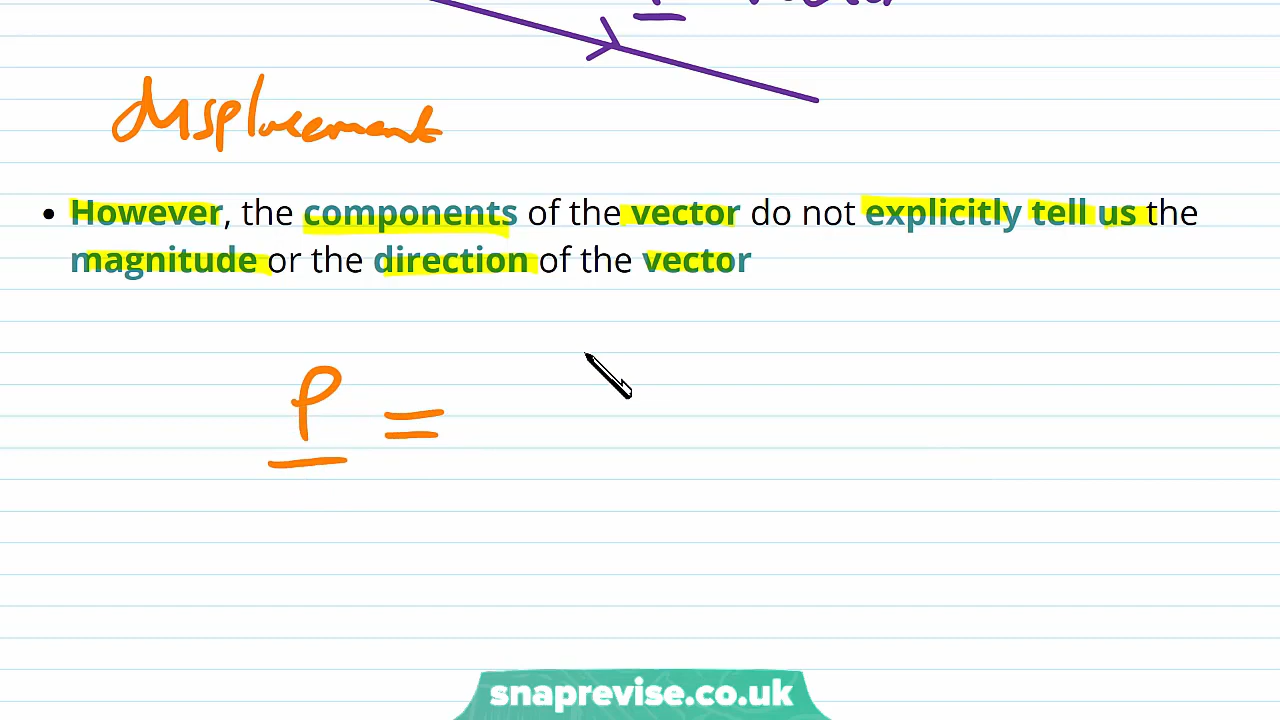 displacement
• However, the components of the vector do not explicitly tell us the
magnitude or the direction of the vector
p =
snaprevise.co.uk